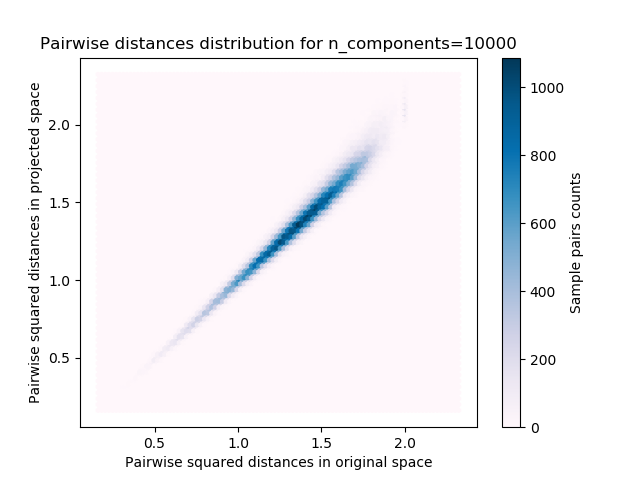 Pairwise distances distribution for n_components=10000
Pairwise squared distances in projected space
2.0
1.5
1.0
0.5
0.5 1.0 1.5 2.0
Pairwise squared distances in original space
1000
800
600
400
200
0
Sample pairs counts